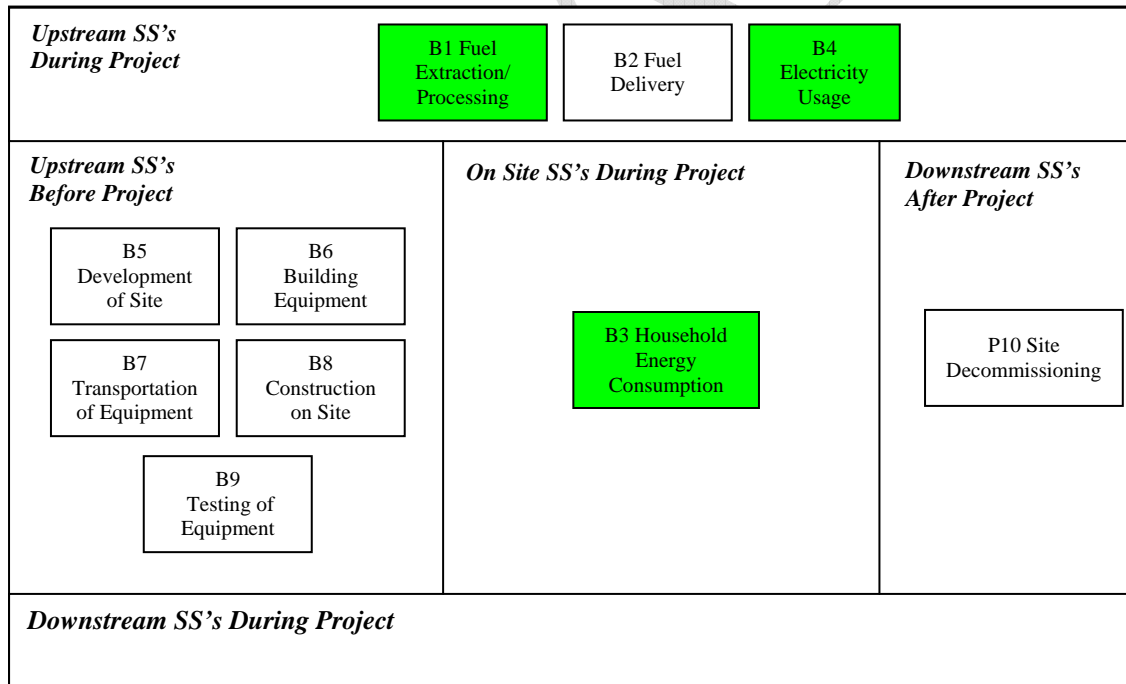 Upstream SS's
During Project
B1 Fuel
Extraction/
Processing
B2 Fuel
Delivery
B4
Electricity
Usage
Upstream SS's
Before Project
B5
Development
of Site
B6
Building
Equipment
B7
Transportation
of Equipment
B8
Construction
on Site
B9
Testing of
Equipment
On Site SS's During Project
B3 Household
Energy
Consumption
Downstream SS's
After Project
P10 Site
Decommissioning
Downstream SS's During Project